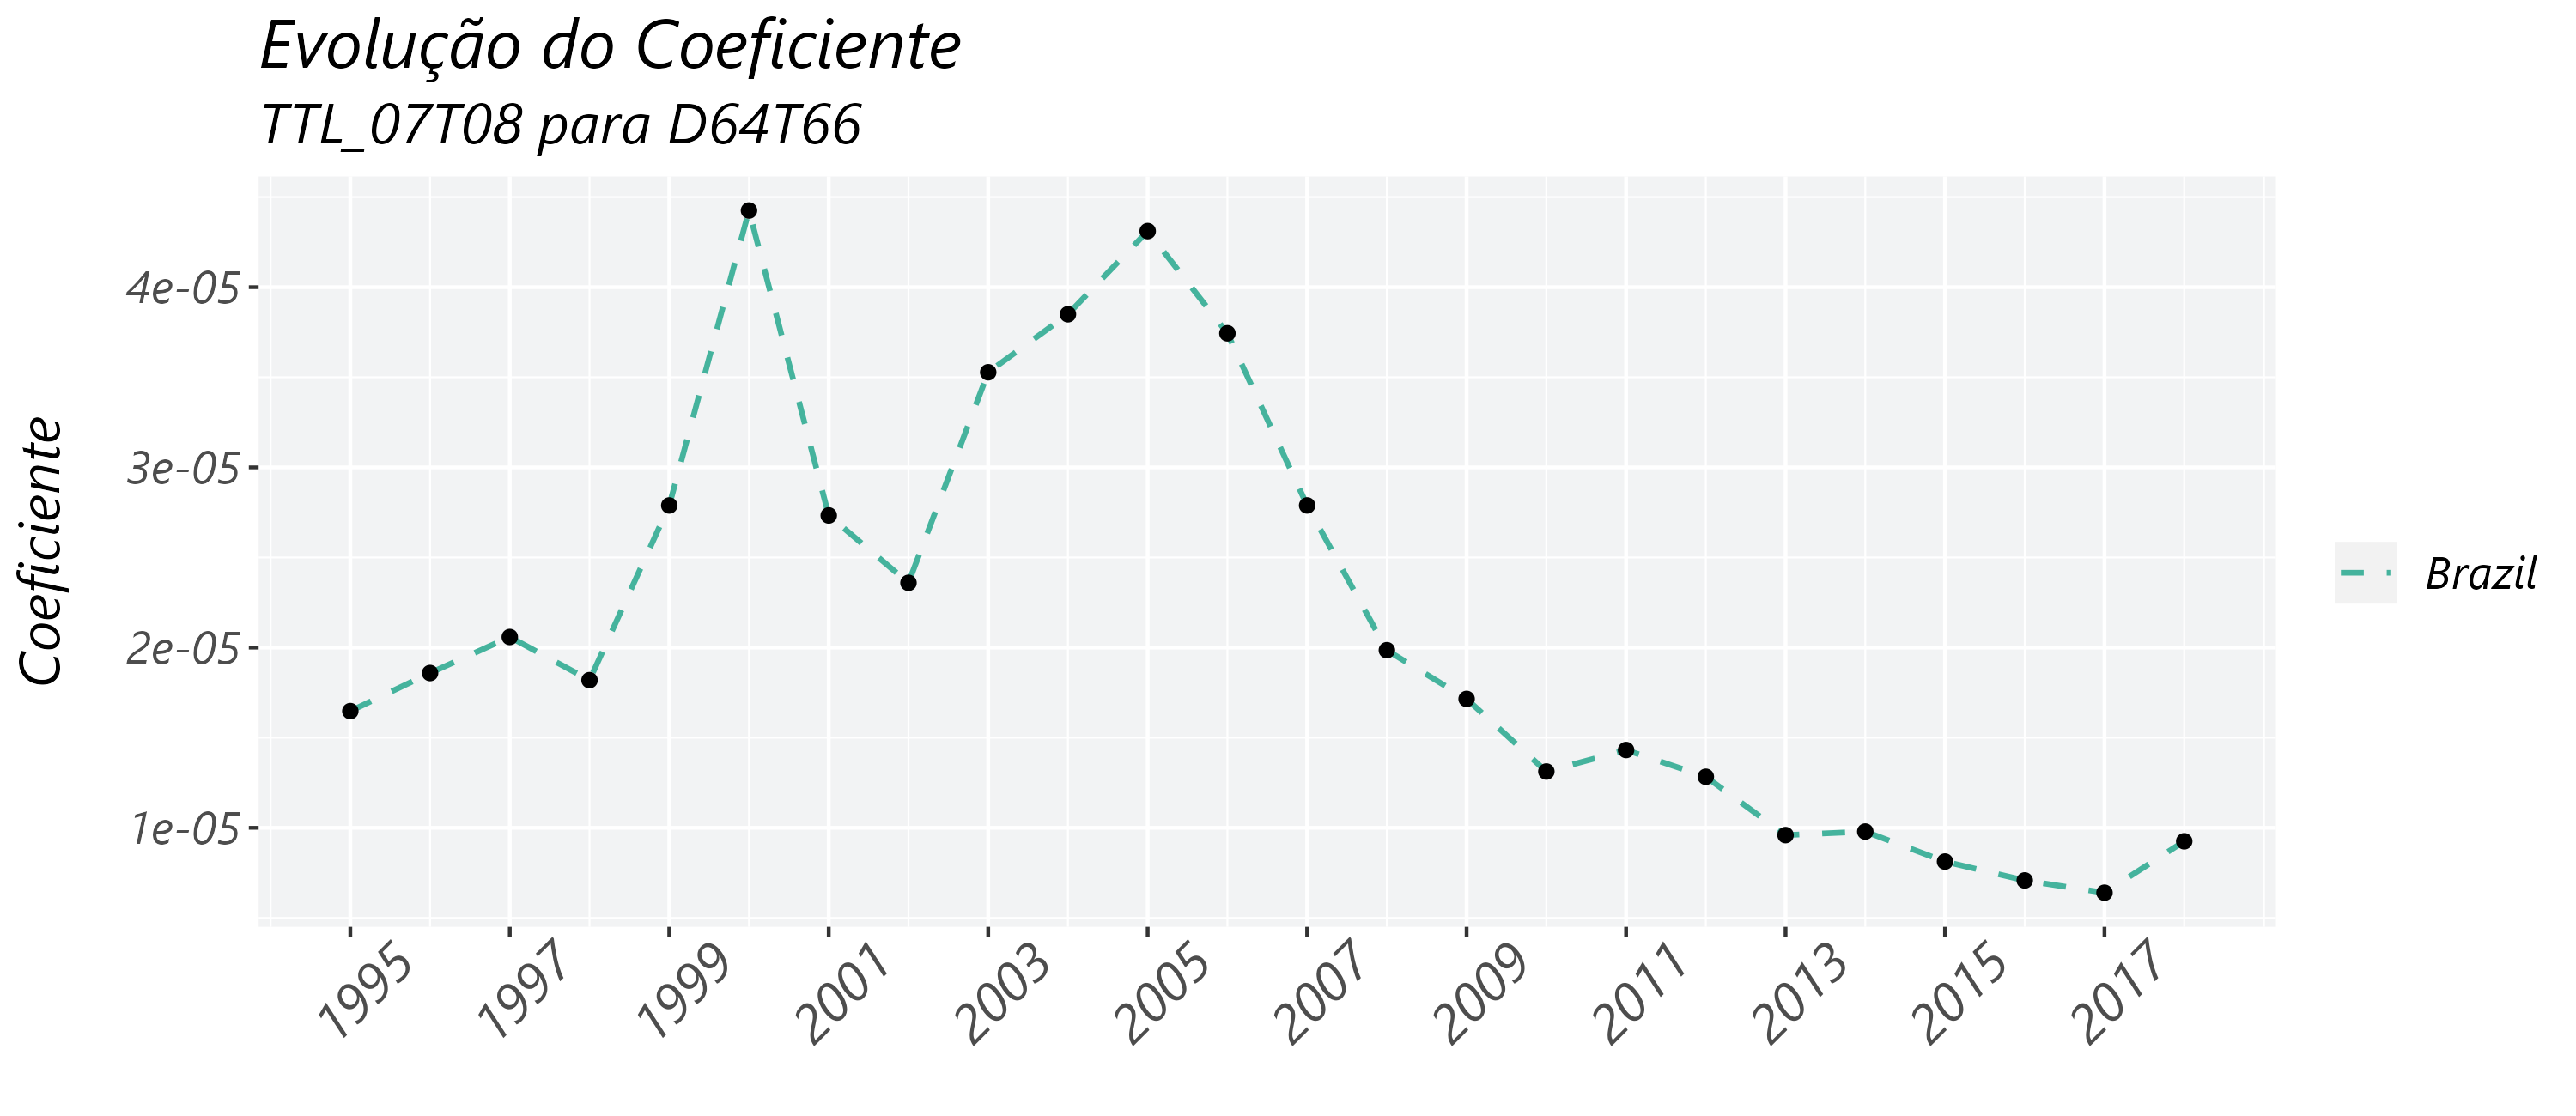 Evolução do Coeficiente
TTL_07T08 para D64T66
Coeficiente
4e-05
3e-05
2e-05
1e-05
1995
1997
1999
2001
2003
2005
2007
2009
2011
2013
2015
2017
Brazil